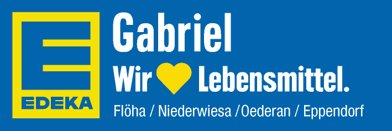 EDEKA
Gabriel
Wir Lebensmittel.
Flöha / Niederwiesa /Oederan / Eppendorf